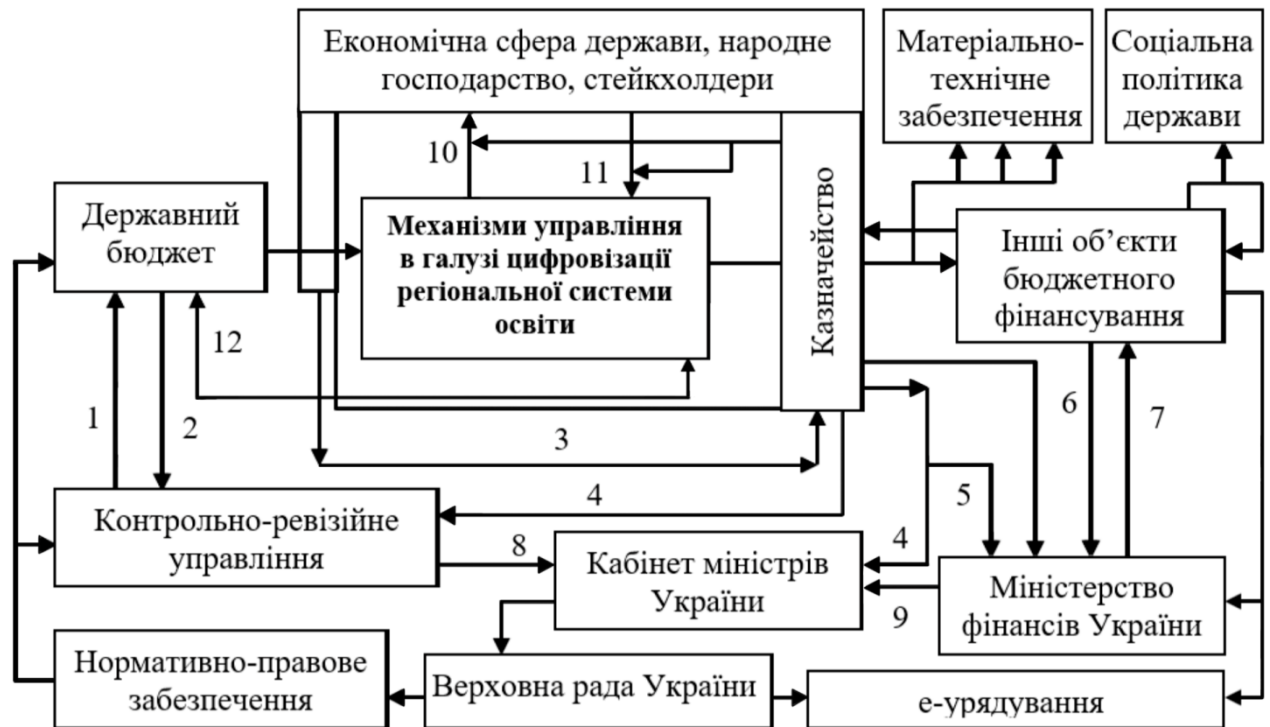 Економічна сфера держави, народне
господарство, стейкхолдери
Матеріально-
технічне
забезпечення
Соціальна
політика
держави
10
11
Державний
бюджет
Механізми управління
в галузі цифровізації
регіональної системи
освіти
Казначейство
Інші об’єкти
бюджетного
фінансування
12
1
2
3
6
7
4
5
Контрольно-ревізійне
управління
8
Кабінет міністрів
України
4
9
Міністерство
фінансів України
Нормативно-правове
забезпечення
Верховна рада України
е-урядування